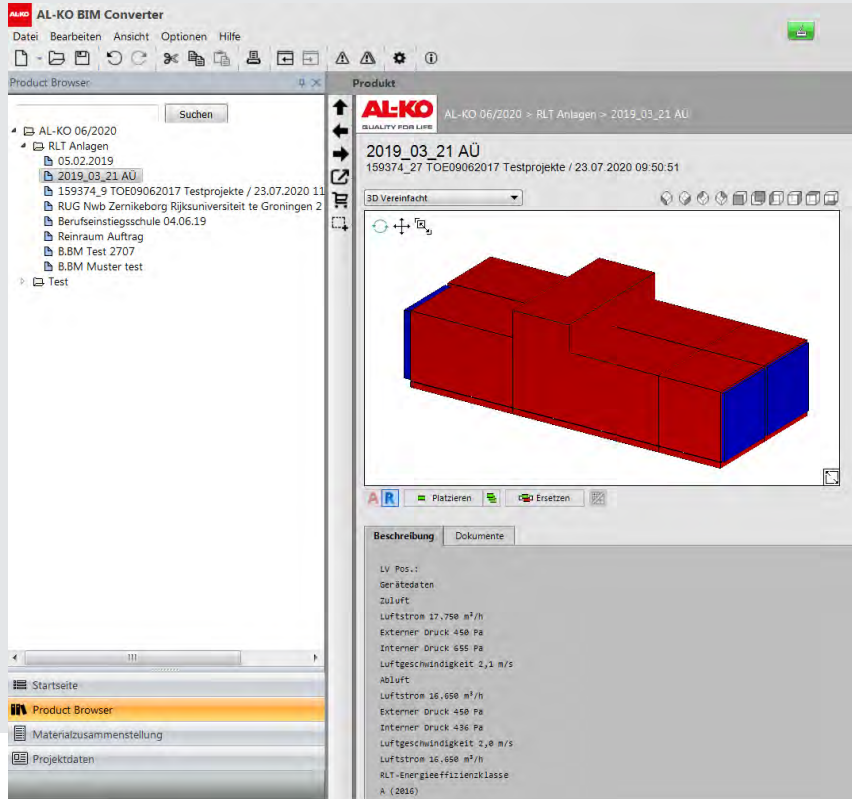 AL-KO AL-KO BIM Converter
Datei Bearbeiten Ansicht Optionen Hilfe
Product Browser
Suchen
AL-KO 06/2020
RLT Anlagen
05.02.2019
2019_03_21 AÜ
159374_9 TOE09062017 Testprojekte / 23.07.2020 11
RUG Nwb Zernikeborg Rijksuniversiteit te Groningen 2
Berufseinstiegsschule 04.06.19
Reinraum Auftrag
B.BM Test 2707
B.BM Muster test
Test
Startseite
Product Browser
Materialzusammenstellung
Projektdaten
Produkt
AL-KO
QUALITY FOR LIFE
AL-KO 06/2020 > RLT Anlagen > 2019_03_21 AÜ
2019_03_21 AÜ
159374_27 TOE09062017 Testprojekte / 23.07.2020 09:50:51
3D Vereinfacht
A R Platzieren Ersetzen
Beschreibung Dokumente
LV Pos.:
Gerätedaten
Zuluft
Luftstrom 17.750 m³/h
Externer Druck 450 Pa
Interner Druck 655 Pa
Luftgeschwindigkeit 2,1 m/s
Abluft
Luftstrom 16.650 m³/h
Externer Druck 450 Pa
Interner Druck 436 Pa
Luftgeschwindigkeit 2,0 m/s
Luftstrom 16.650 m³/h
RLT-Energieeffizienzklasse
A (2016)